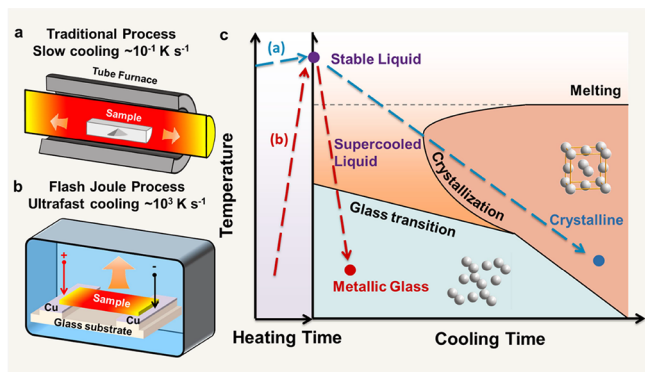 a
Traditional Process
Slow cooling ~10⁻¹ K s⁻¹
Tube Furnace
Sample
b
Flash Joule Process
Ultrafast cooling ~10³ K s⁻¹
+
-
Sample
Cu
Cu
Glass substrate
c
Temperature
(a)
(b)
Stable Liquid
Melting
Supercooled
Liquid
Crystallization
Glass transition
Crystalline
Metallic Glass
Heating Time
Cooling Time